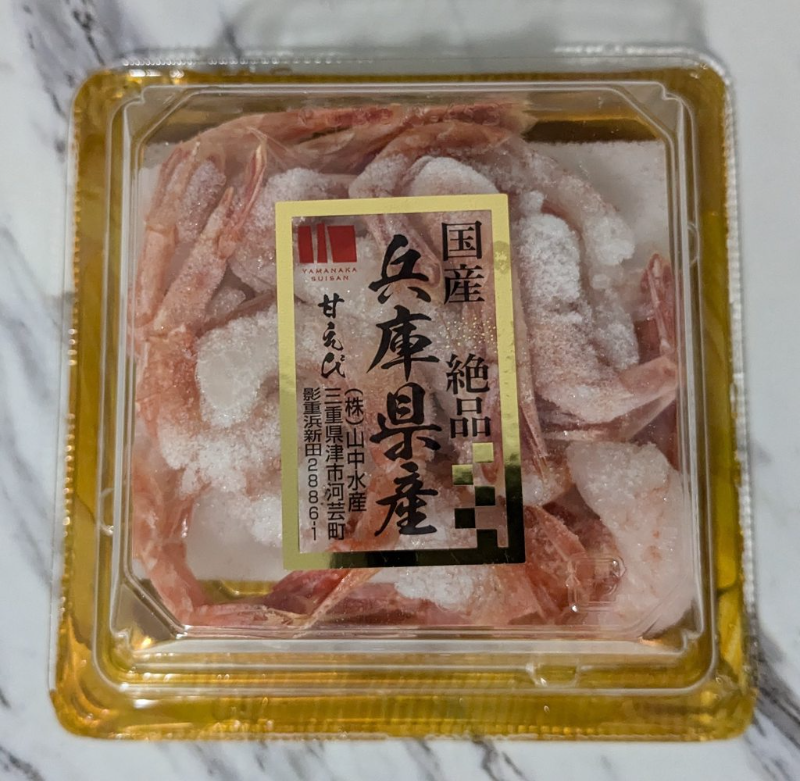 国産 絶品
兵庫県産
YAMANAKA
SUISAN
甘えび
(株)山中水産
三重県津市河芸町
影重浜新田2886-1